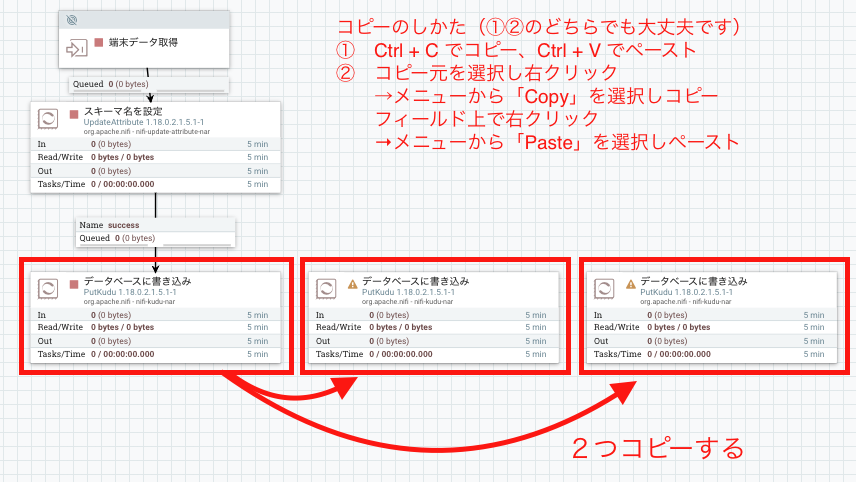 端末データ取得
Queued 0 (0 bytes)
スキーマ名を設定
UpdateAttribute 1.18.0.2.1.5.1-1
org.apache.nifi - nifi-update-attribute-nar
In 0 (0 bytes) 5 min
Read/Write 0 bytes / 0 bytes 5 min
Out 0 (0 bytes) 5 min
Tasks/Time 0 / 00:00:00.000 5 min
Name success
Queued 0 (0 bytes)
コピーのしかた（①②のどちらでも大丈夫です）
①　Ctrl + C でコピー、Ctrl + V でペースト
②　コピー元を選択し右クリック
→メニューから「Copy」を選択しコピー
フィールド上で右クリック
→メニューから「Paste」を選択しペースト
データベースに書き込み
PutKudu 1.18.0.2.1.5.1-1
org.apache.nifi - nifi-kudu-nar
In 0 (0 bytes) 5 min
Read/Write 0 bytes / 0 bytes 5 min
Out 0 (0 bytes) 5 min
Tasks/Time 0 / 00:00:00.000 5 min
データベースに書き込み
PutKudu 1.18.0.2.1.5.1-1
org.apache.nifi - nifi-kudu-nar
In 0 (0 bytes) 5 min
Read/Write 0 bytes / 0 bytes 5 min
Out 0 (0 bytes) 5 min
Tasks/Time 0 / 00:00:00.000 5 min
データベースに書き込み
PutKudu 1.18.0.2.1.5.1-1
org.apache.nifi - nifi-kudu-nar
In 0 (0 bytes) 5 min
Read/Write 0 bytes / 0 bytes 5 min
Out 0 (0 bytes) 5 min
Tasks/Time 0 / 00:00:00.000 5 min
２つコピーする